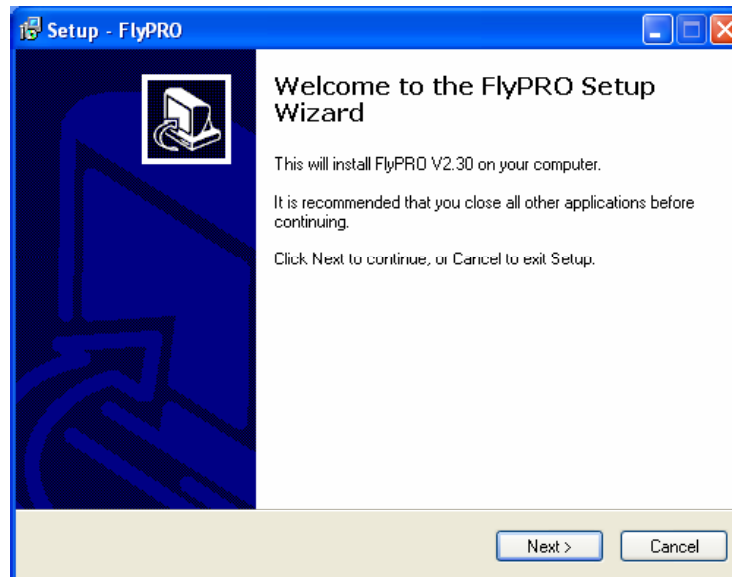 Setup - FlyPRO
Welcome to the FlyPRO Setup
Wizard
This will install FlyPRO V2.30 on your computer.
It is recommended that you close all other applications before
continuing.
Click Next to continue, or Cancel to exit Setup.
Next >
Cancel